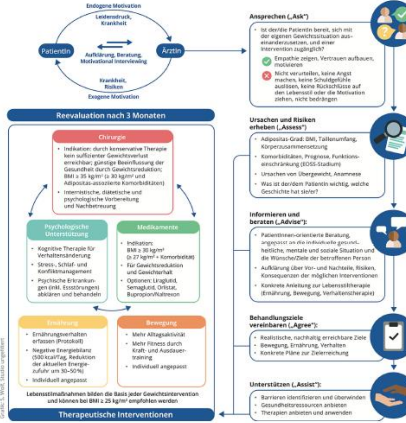 Endogene Motivation
Leidensdruck,
Krankheit
PatientIn
ÄrztIn
Aufklärung, Beratung,
Motivational Interviewing
Krankheit,
Risiken
Exogene Motivation
Reevaluation nach 3 Monaten
Chirurgie
• Indikation: durch konservative Therapie
kein suffizienter Gewichtsverlust
erreichbar; günstige Beeinflussung der
Gesundheit durch Gewichtsreduktion;
BMI ≥ 35 kg/m² (≥ 30 kg/m² und
Adipositas-assoziierte Komorbidität)
• Internistische, diätetische und
psychologische Vorbereitung
und Nachbetreuung
Psychologische
Unterstützung
• Kognitive Therapie für
Verhaltensänderung
• Stress-, Schlaf- und
Konfliktmanagement
• Psychische Erkrankungen
(inkl. Essstörungen)
abklären und behandeln
Medikamente
• Indikation:
BMI ≥ 30 kg/m²
(≥ 27 kg/m² + Komorbidität)
• Für Gewichtsreduktion
und Gewichterhalt
• Optionen: Liraglutid,
Semaglutid, Orlistat,
Bupropion/Naltrexon
Ernährung
• Ernährungsverhalten
erfassen (Protokoll)
• Negative Energiebilanz
(500 kcal/Tag, Reduktion
der aktuellen Energie-
zufuhr um 30–50%)
• Individuell angepasst
Bewegung
• Mehr Alltagsaktivität
• Mehr Fitness durch
Kraft- und Ausdauer-
training
• Individuell angepasst
Lebensstilmaßnahmen bilden die Basis jeder Gewichtsintervention
und können bei BMI ≥ 25 kg/m² empfohlen werden
Therapeutische Interventionen
Ansprechen („Ask“)
• Ist der/die PatientIn bereit, sich mit
der eigenen Gewichtssituation aus-
einanderzusetzen, und einer
Intervention zugänglich?
Empathie zeigen, Vertrauen aufbauen,
motivieren
Nicht verurteilen, keine Angst
machen, keine Schuldgefühle
auslösen, keine Rückschlüsse auf
den Lebensstil oder die Motivation
ziehen, nicht bedrängen
Ursachen und Risiken
erheben („Assess“)
• Adipositas-Grad: BMI, Taillenumfang,
Körperzusammensetzung
• Komorbiditäten, Prognose, Funktions-
einschränkung (EOSS-Stadium)
• Ursachen von Übergewicht, Anamnese
• Was ist der/dem PatientIn wichtig, welche
Geschichte hat sie/er?
Informieren und
beraten („Advise“):
• PatientInnen-orientierte Beratung,
angepasst an die individuelle gesund-
heitliche, mentale und soziale Situation und
die Wünsche/Ziele der betroffenen Person
• Aufklärung über Vor- und Nachteile, Risiken,
Konsequenzen der möglichen Interventionen
• Konkrete Anleitung zur Lebensstiltherapie
(Ernährung, Bewegung, Verhaltenstherapie)
Behandlungsziele
vereinbaren („Agree“):
• Realistische, nachhaltig erreichbare Ziele
• Bewegung, Ernährung, Verhalten
• Konkrete Pläne zur Zielerreichung
Unterstützen („Assist“):
• Barrieren identifizieren und überwinden
• Gesundheitsressourcen anbieten
• Therapien anbieten und anwenden